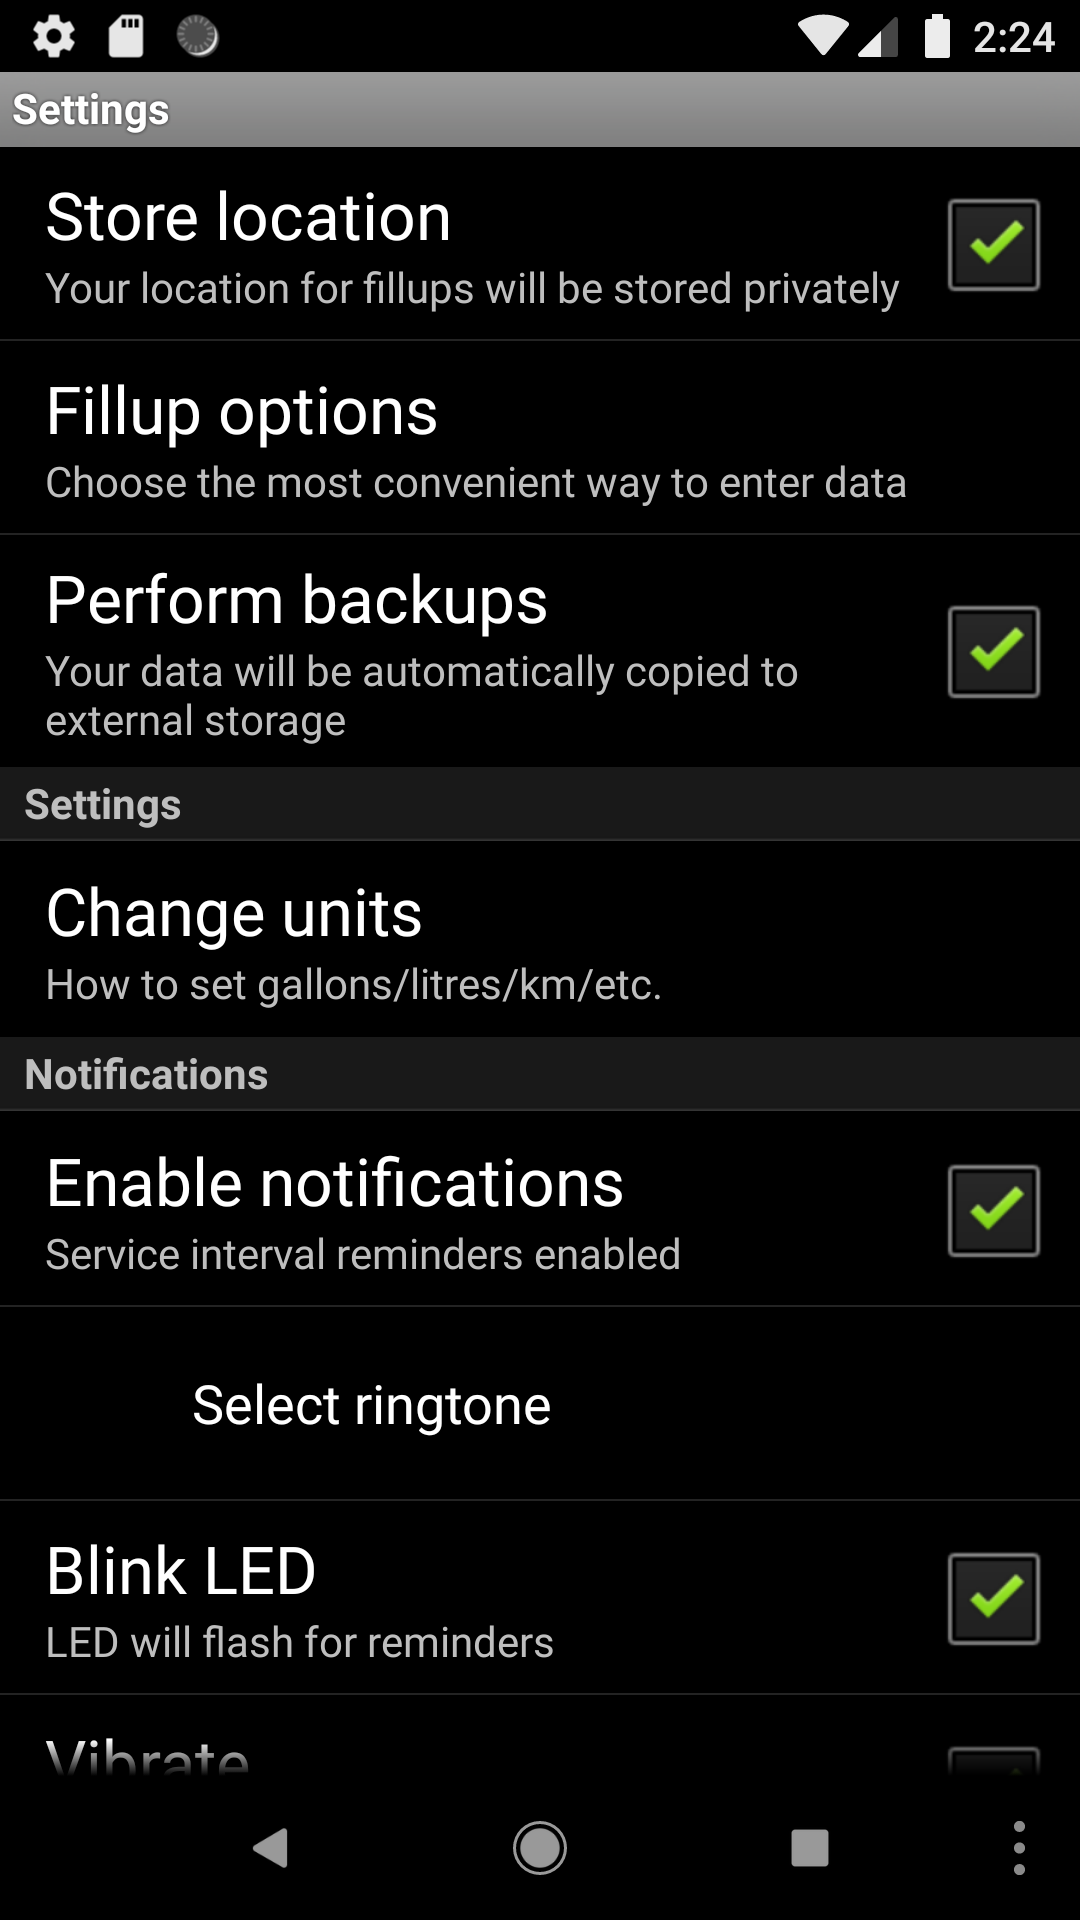 2:24
Settings
Store location
Your location for fillups will be stored privately
Fillup options
Choose the most convenient way to enter data
Perform backups
Your data will be automatically copied to
external storage
Settings
Change units
How to set gallons/litres/km/etc.
Notifications
Enable notifications
Service interval reminders enabled
Select ringtone
Blink LED
LED will flash for reminders
Vibrate